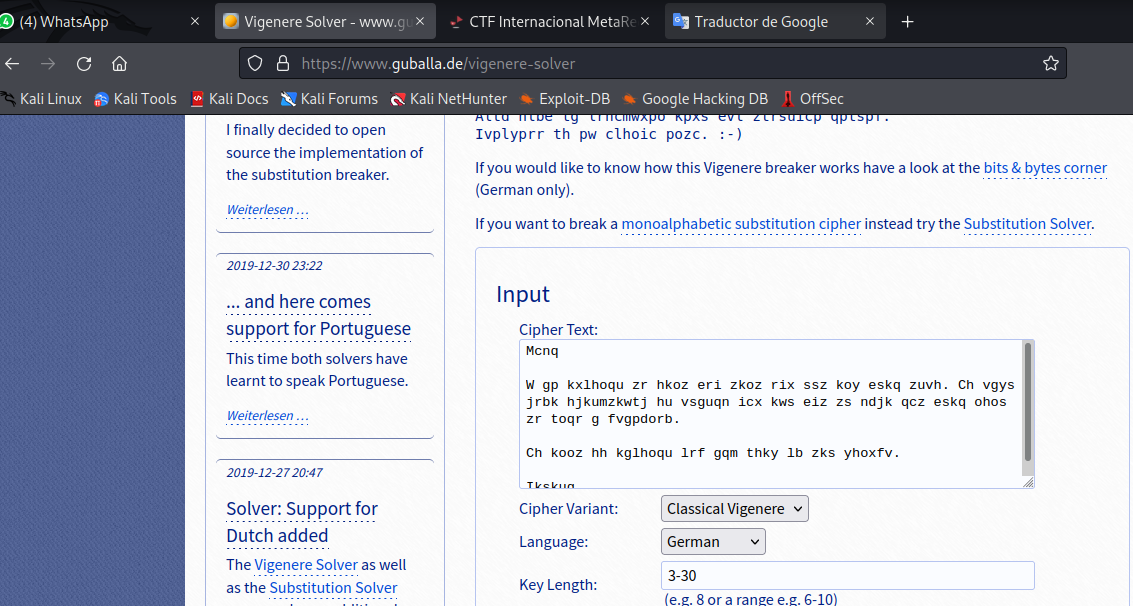 (4) WhatsApp
Vigenere Solver - www.gu
CTF Internacional MetaRe
Traductor de Google
https://www.guballa.de/vigenere-solver
Kali Linux
Kali Tools
Kali Docs
Kali Forums
Kali NetHunter
Exploit-DB
Google Hacking DB
OffSec
I finally decided to open
source the implementation of
the substitution breaker.
Weiterlesen …
2019-12-30 23:22
... and here comes
support for Portuguese
This time both solvers have
learnt to speak Portuguese.
Weiterlesen …
2019-12-27 20:47
Solver: Support for
Dutch added
The Vigenere Solver as well
as the Substitution Solver
Ivplyprr th pw clhoic pozc. :-)
If you would like to know how this Vigenere breaker works have a look at the bits & bytes corner
(German only).
If you want to break a monoalphabetic substitution cipher instead try the Substitution Solver.
Input
Cipher Text:
Mcnq
W gp kxlhoqu zr hkoz eri zkoz rix ssz koy eskq zuvh. Ch vgys
jrbk hjkumzkwtj hu vsguqn icx kws eiz zs ndjk qcz eskq ohos
zr toqr g fvgpdorb.
Ch kooz hh kglhoqu lrf gqm thky lb zks yhoxfv.
Cipher Variant:
Classical Vigenere
Language:
German
Key Length:
3-30
(e.g. 8 or a range e.g. 6-10)